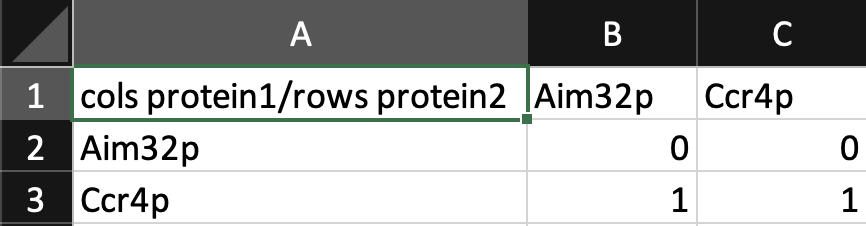 A B C
1 cols protein1/rows protein2 Aim32p Ccr4p
2 Aim32p 0 0
3 Ccr4p 1 1